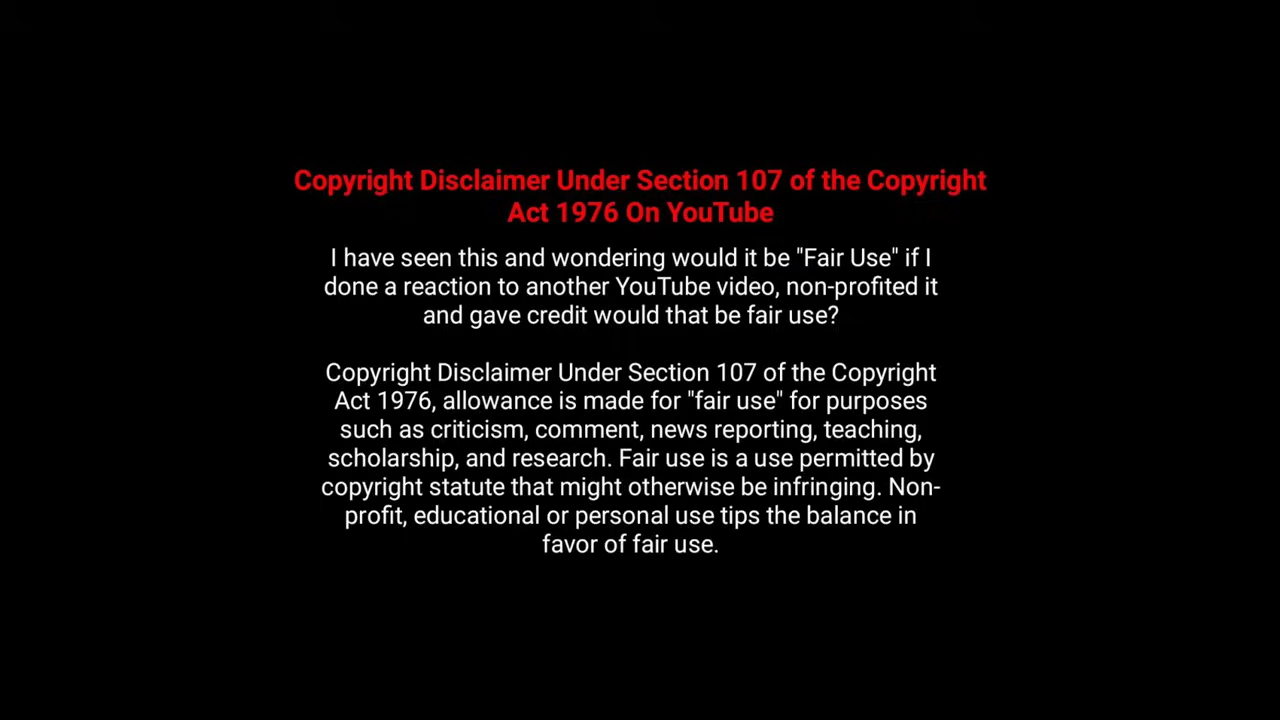 Copyright Disclaimer Under Section 107 of the Copyright
Act 1976 On YouTube
I have seen this and wondering would it be "Fair Use" if I
done a reaction to another YouTube video, non-profited it
and gave credit would that be fair use?
Copyright Disclaimer Under Section 107 of the Copyright
Act 1976, allowance is made for "fair use" for purposes
such as criticism, comment, news reporting, teaching,
scholarship, and research. Fair use is a use permitted by
copyright statute that might otherwise be infringing. Non-
profit, educational or personal use tips the balance in
favor of fair use.